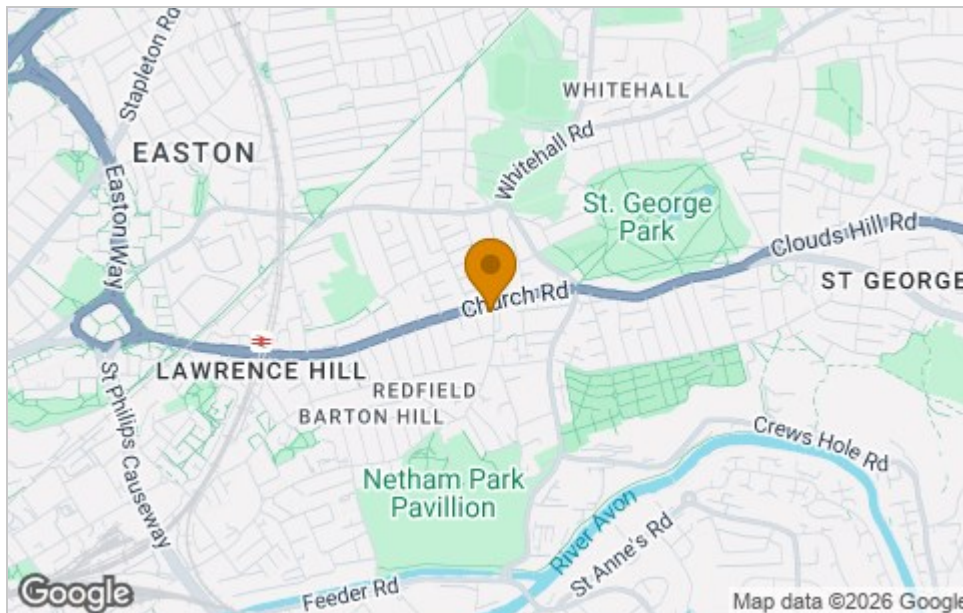 Stapleton Rd
WHITEHALL
EASTON
Whitehall Rd
Easton Way
St. George
Park
Clouds Hill Rd
Church Rd
ST GEORGE
LAWRENCE HILL
REDFIELD
BARTON HILL
St Philips Causeway
Crews Hole Rd
Netham Park
Pavillion
River Avon
St Anne's Rd
Feeder Rd
Google
Map data ©2026 Google